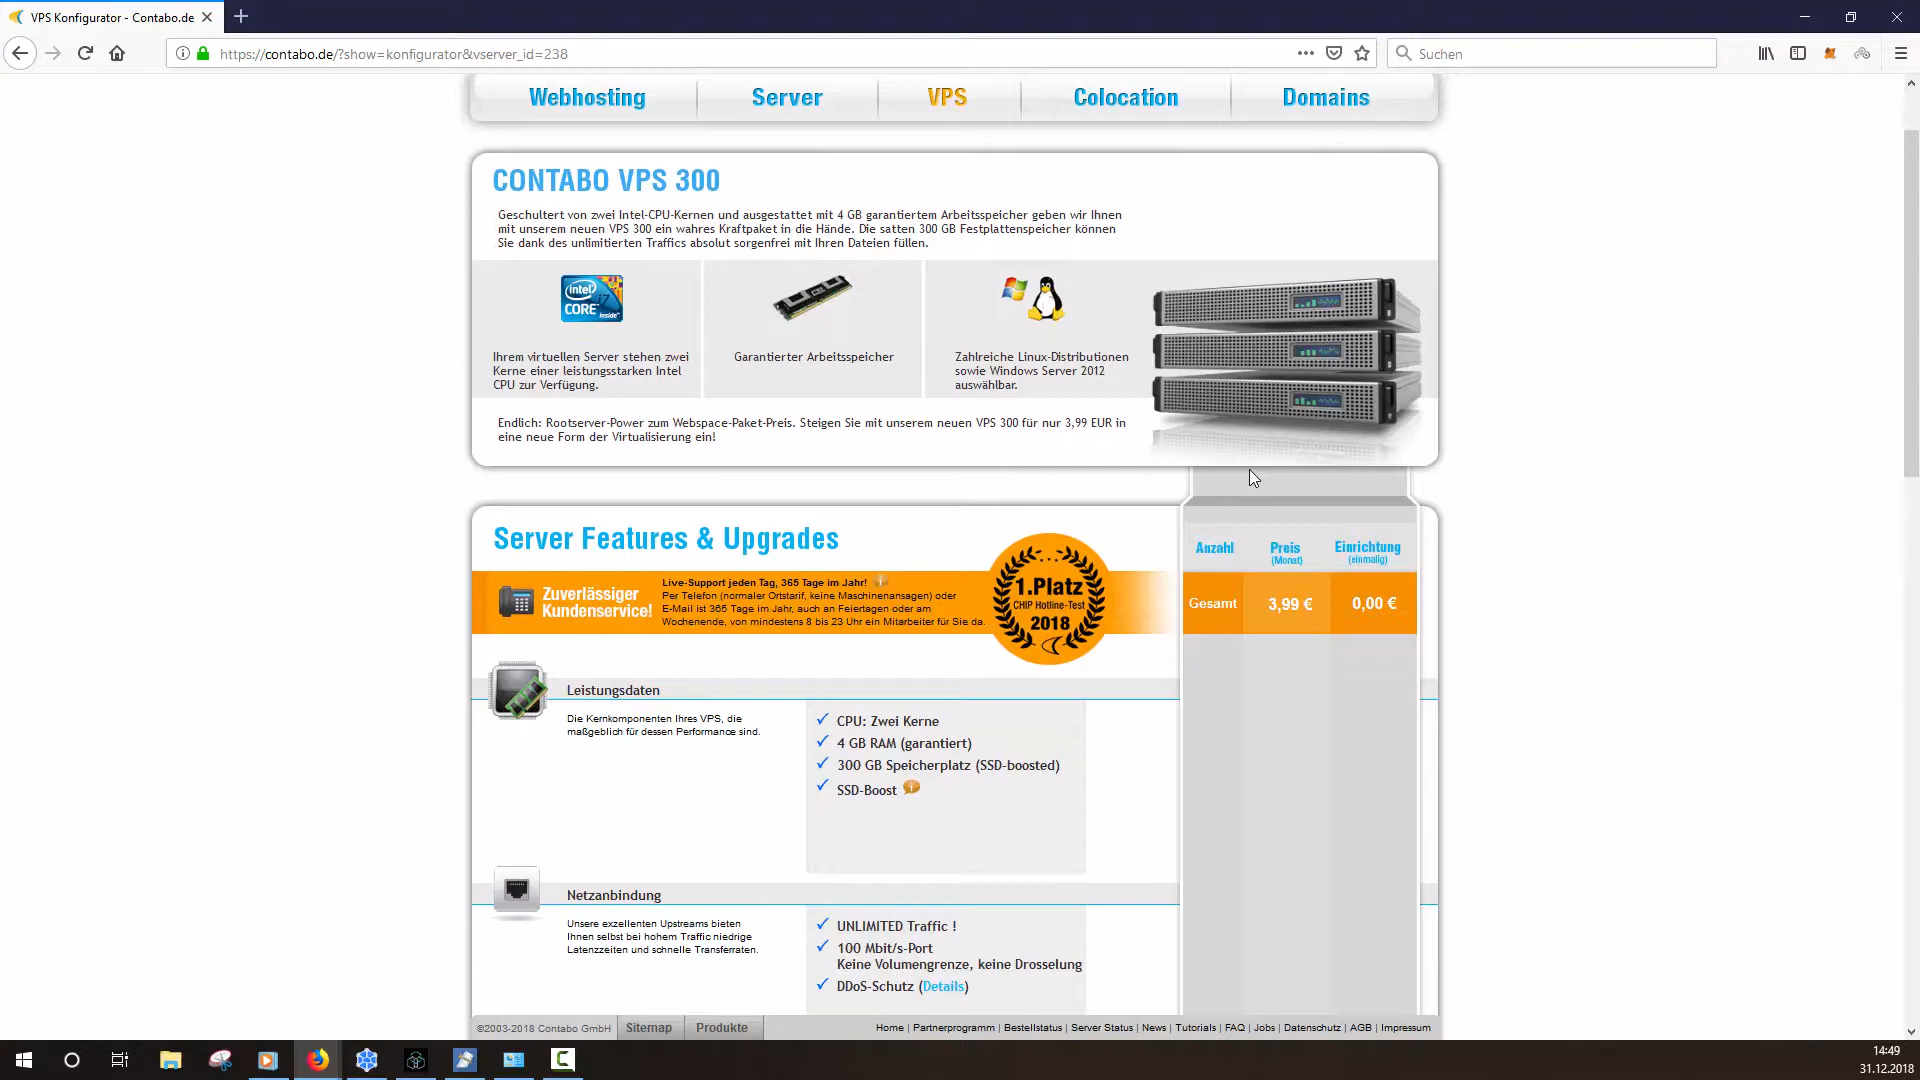 VPS Konfigurator - Contabo.de
https://contabo.de/?show=konfigurator&vserver_id=238
Suchen
Webhosting
Server
VPS
Colocation
Domains
CONTABO VPS 300
Geschultert von zwei Intel-CPU-Kernen und ausgestattet mit 4 GB garantiertem Arbeitsspeicher geben wir Ihnen
mit unserem neuen VPS 300 ein wahres Kraftpaket in die Hände. Die satten 300 GB Festplattenspeicher können
Sie dank des unlimitierten Traffics absolut sorgenfrei mit Ihren Dateien füllen.
intel
CORE i7
inside
Ihrem virtuellen Server stehen zwei
Kerne einer leistungsstarken Intel
CPU zur Verfügung.
Garantierter Arbeitsspeicher
Zahlreiche Linux-Distributionen
sowie Windows Server 2012
auswählbar.
Endlich: Rootserver-Power zum Webspace-Paket-Preis. Steigen Sie mit unserem neuen VPS 300 für nur 3,99 EUR in
eine neue Form der Virtualisierung ein!
Server Features & Upgrades
Anzahl
Preis
(Monat)
Einrichtung
(einmalig)
Zuverlässiger
Kundenservice!
Live-Support jeden Tag, 365 Tage im Jahr!
Per Telefon (normaler Ortstarif, keine Maschinenansagen) oder
E-Mail ist 365 Tage im Jahr, auch an Feiertagen oder am
Wochenende, von mindestens 8 bis 23 Uhr ein Mitarbeiter für Sie da.
1.Platz
CHIP Hotline-Test
2018
Gesamt
3,99 €
0,00 €
Leistungsdaten
Die Kernkomponenten Ihres VPS, die
maßgeblich für dessen Performance sind.
CPU: Zwei Kerne
4 GB RAM (garantiert)
300 GB Speicherplatz (SSD-boosted)
SSD-Boost
Netzanbindung
Unsere exzellenten Upstreams bieten
Ihnen selbst bei hohem Traffic niedrige
Latenzzeiten und schnelle Transferraten.
UNLIMITED Traffic !
100 Mbit/s-Port
Keine Volumengrenze, keine Drosselung
DDoS-Schutz (Details)
©2003-2018 Contabo GmbH
Sitemap
Produkte
Home | Partnerprogramm | Bestellstatus | Server Status | News | Tutorials | FAQ | Jobs | Datenschutz | AGB | Impressum
14:49
31.12.2018